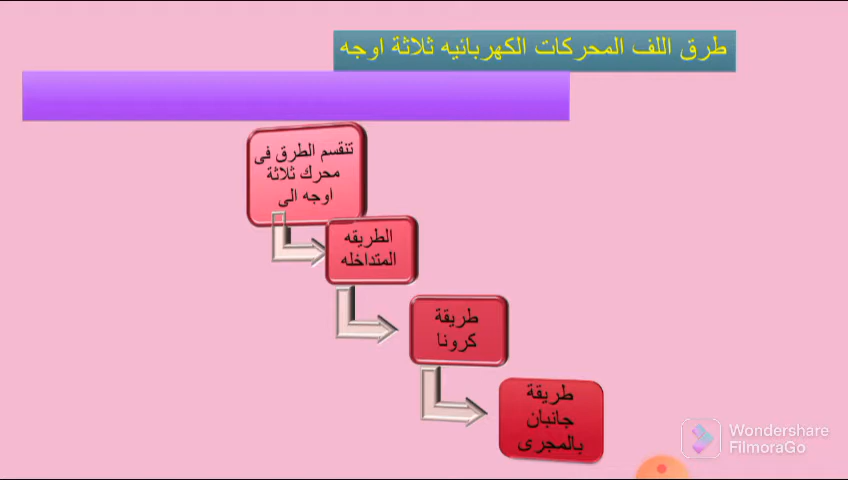 طرق اللف المحركات الكهربائيه ثلاثة اوجه
تنقسم الطرق فى
محرك ثلاثة
اوجه الى
الطريقه
المتداخله
طريقة
كرونا
طريقة
جانبان
بالمجرى
Wondershare
FilmoraGo